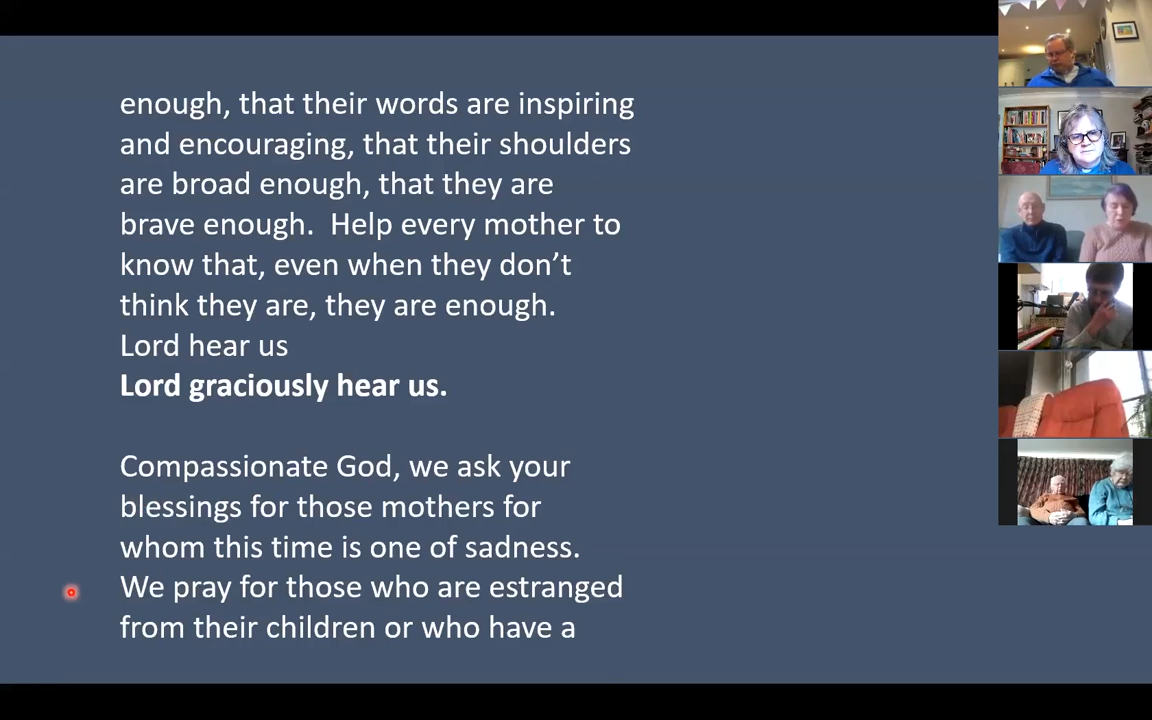 enough, that their words are inspiring
and encouraging, that their shoulders
are broad enough, that they are
brave enough.  Help every mother to
know that, even when they don’t
think they are, they are enough.
Lord hear us
Lord graciously hear us.
Compassionate God, we ask your
blessings for those mothers for
whom this time is one of sadness.
We pray for those who are estranged
from their children or who have a